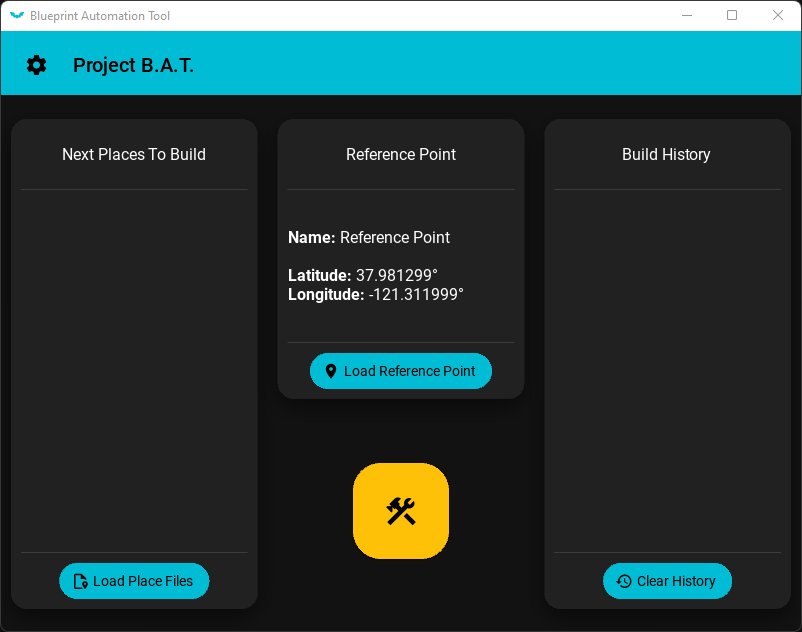 Blueprint Automation Tool
Project B.A.T.
Next Places To Build
Load Place Files
Reference Point
Name: Reference Point
Latitude: 37.981299°
Longitude: -121.311999°
Load Reference Point
Build History
Clear History